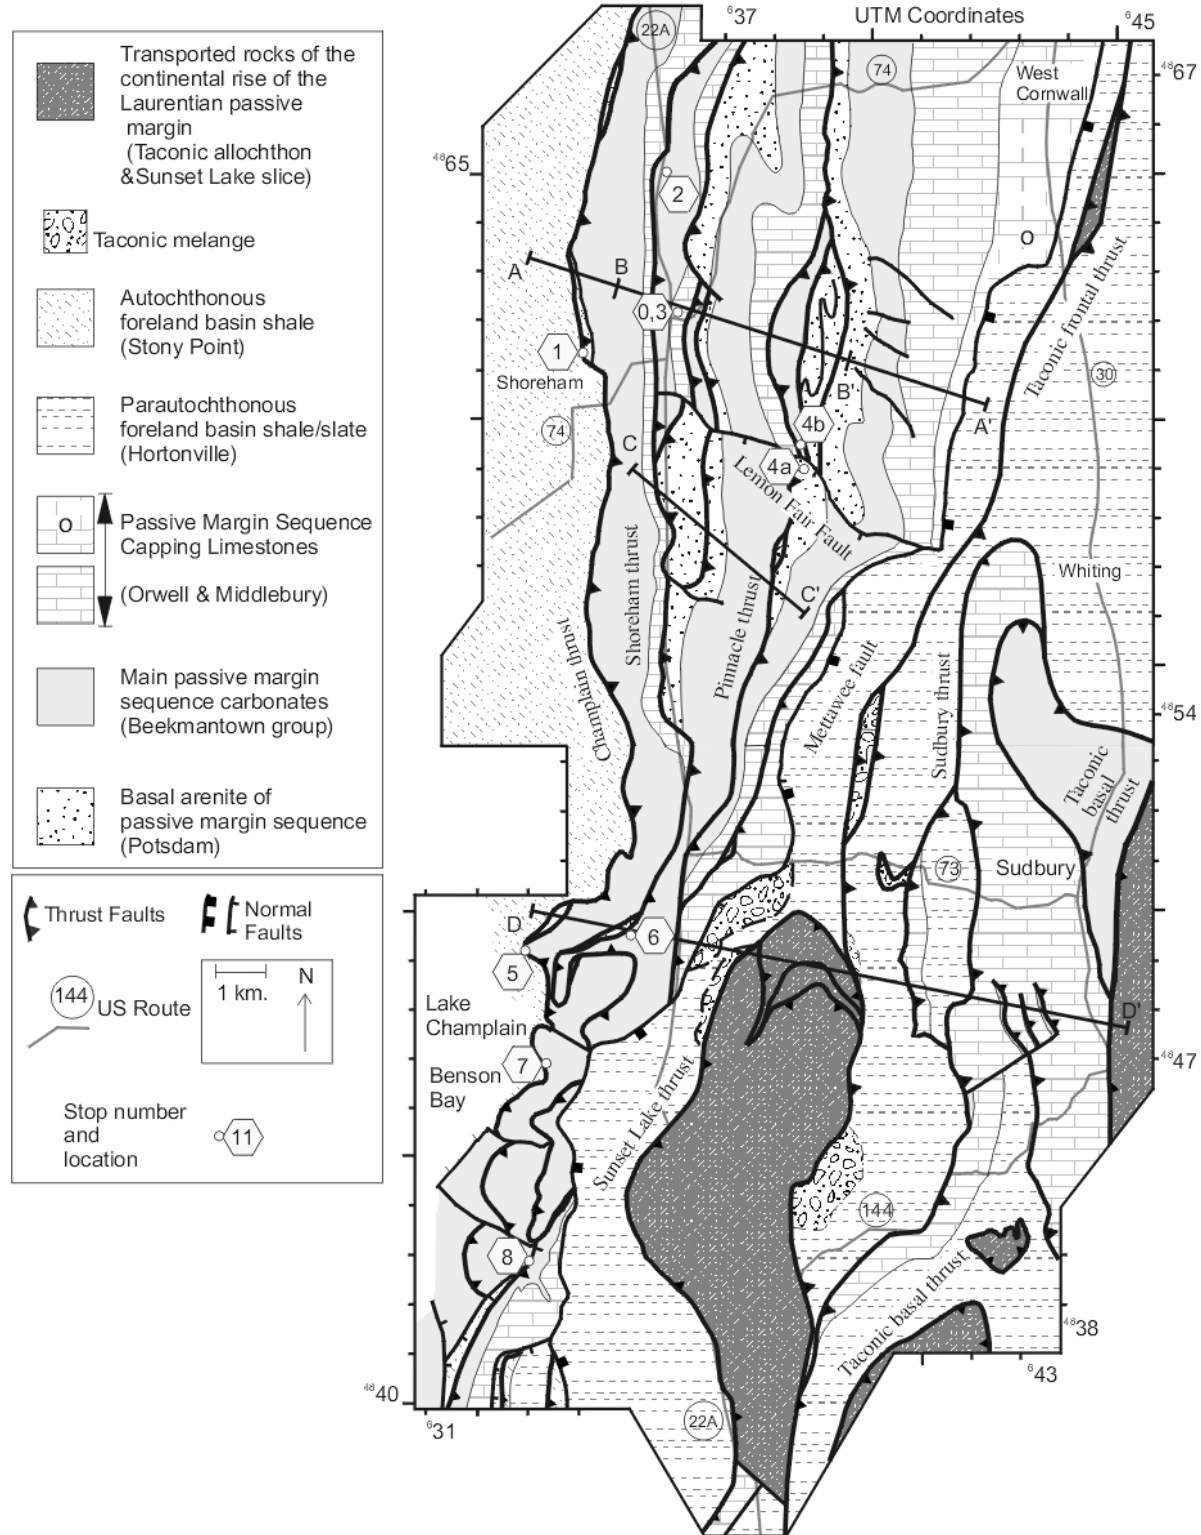 Transported rocks of the
continental rise of the
Laurentian passive
margin
(Taconic allochthon
&Sunset Lake slice)
Taconic melange
Autochthonous
foreland basin shale
(Stony Point)
Parautochthonous
foreland basin shale/slate
(Hortonville)
O
Passive Margin Sequence
Capping Limestones
(Orwell & Middlebury)
Main passive margin
sequence carbonates
(Beekmantown group)
Basal arenite of
passive margin sequence
(Potsdam)
Thrust Faults
Normal
Faults
144
US Route
1 km.
N
Stop number
and
location
11
637
UTM Coordinates
645
22A
74
West
Cornwall
4867
4865
2
O
A
B
0,3
Taconic frontal thrust
1
Shoreham
30
74
B'
A'
4b
C
4a
Lemon Fair Fault
Whiting
C'
Shoreham thrust
Pinnacle thrust
Champlain thrust
Mettawee fault
Sudbury thrust
4854
Taconic
basal
thrust
73
Sudbury
D
6
5
D'
Lake
Champlain
7
Benson
Bay
4847
Sunset Lake thrust
144
8
Taconic basal thrust
4838
643
4840
631
22A